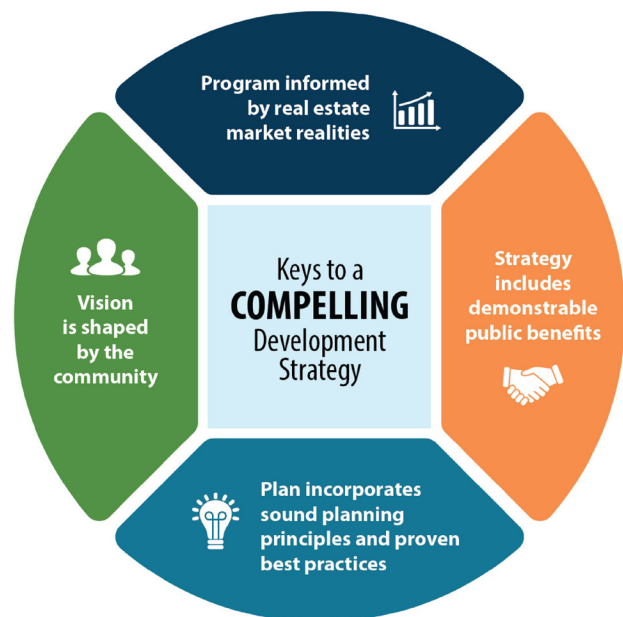 Program informed
by real estate
market realities
Vision
is shaped
by the
community
Keys to a
COMPELLING
Development
Strategy
Strategy
includes
demonstrable
public benefits
Plan incorporates
sound planning
principles and proven
best practices